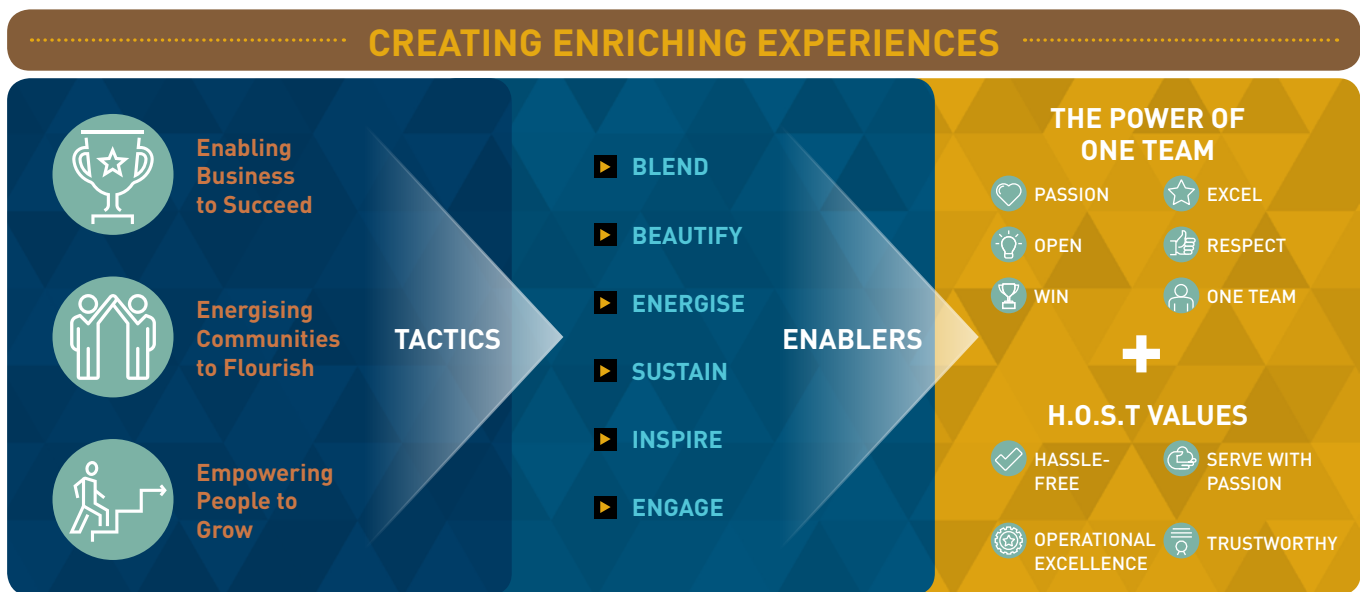 CREATING ENRICHING EXPERIENCES
Enabling
Business
to Succeed
Energising
Communities
to Flourish
Empowering
People to
Grow
TACTICS
BLEND
BEAUTIFY
ENERGISE
SUSTAIN
INSPIRE
ENGAGE
ENABLERS
THE POWER OF
ONE TEAM
PASSION
EXCEL
OPEN
RESPECT
WIN
ONE TEAM
H.O.S.T VALUES
HASSLE-
FREE
SERVE WITH
PASSION
OPERATIONAL
EXCELLENCE
TRUSTWORTHY